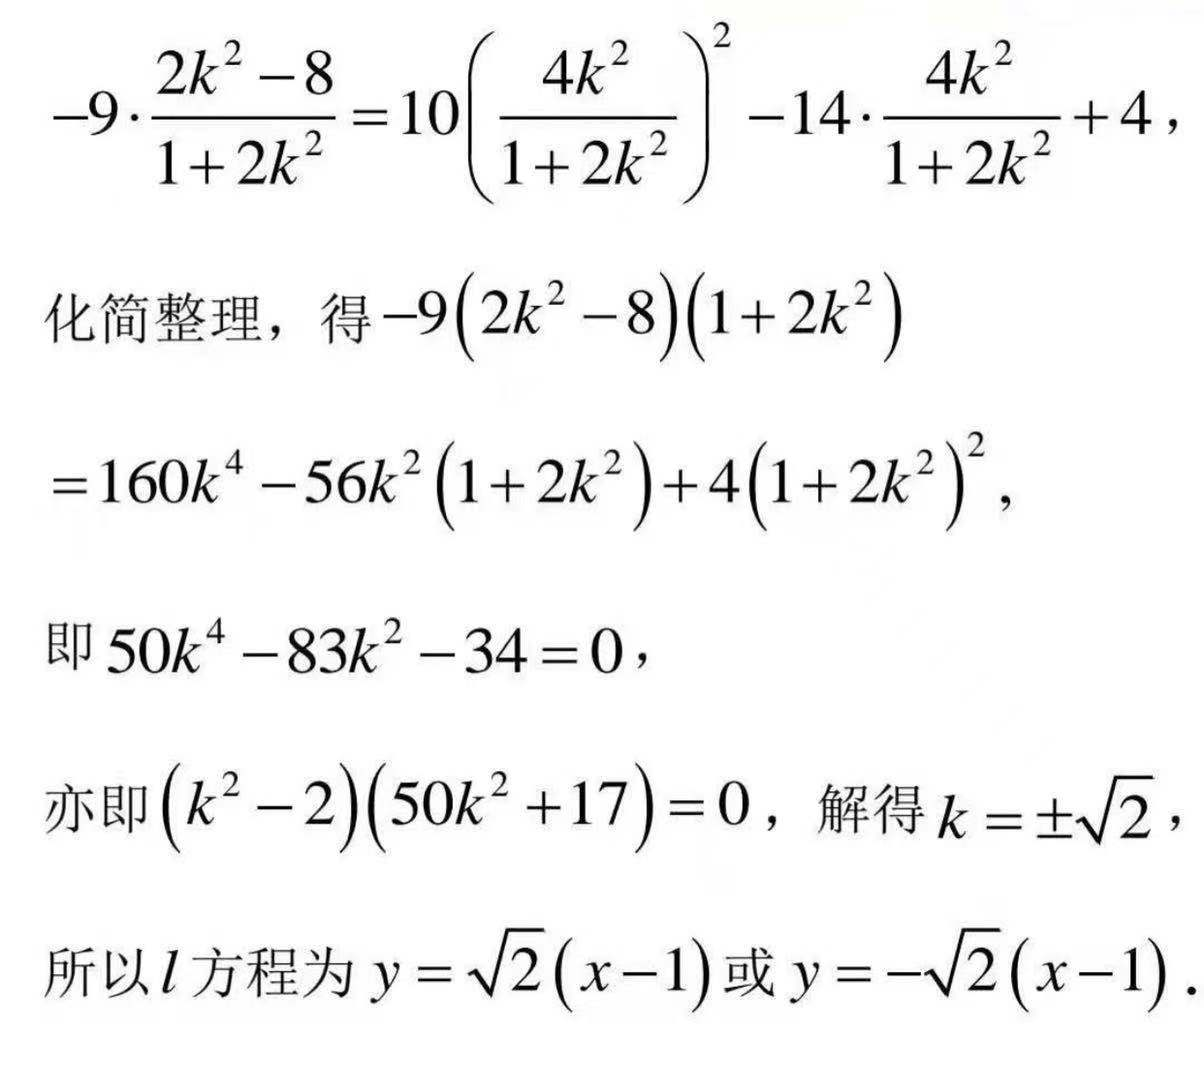 −9·\frac{2k²−8}{1+2k²}=10(\frac{4k²}{1+2k²})²−14·\frac{4k²}{1+2k²}+4，
化简整理，得−9(2k²−8)(1+2k²)
=160k⁴−56k²(1+2k²)+4(1+2k²)²，
即50k⁴−83k²−34=0，
亦即(k²−2)(50k²+17)=0，解得k=±√2，
所以l方程为y=√2(x−1)或y=−√2(x−1).